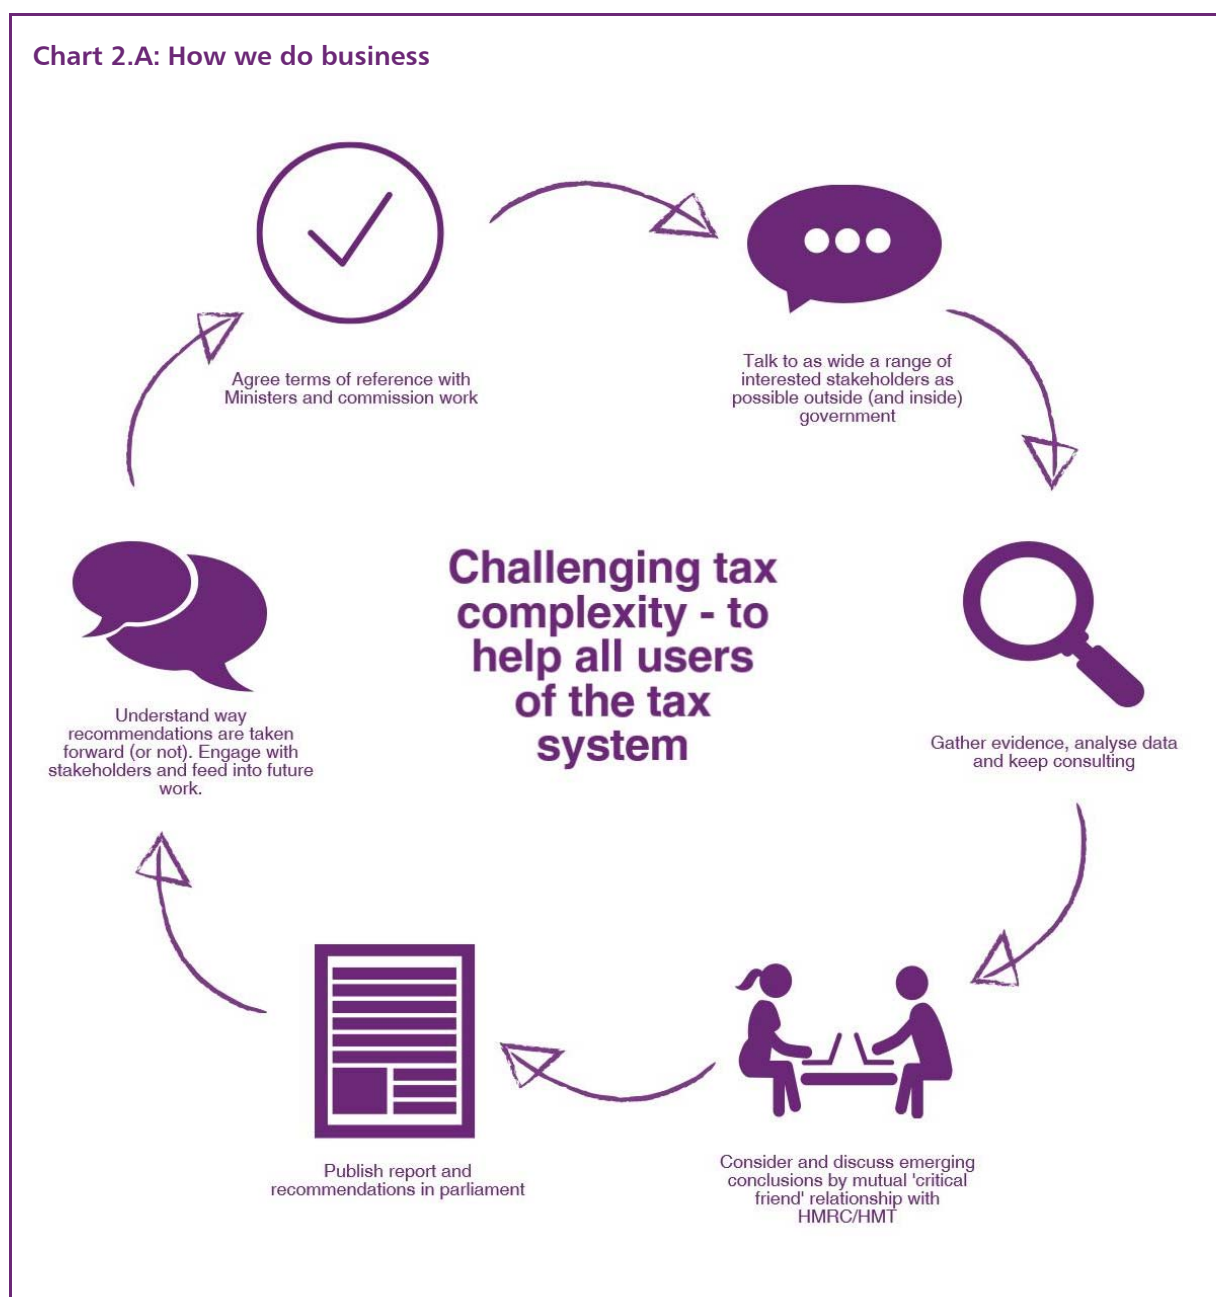 Chart 2.A: How we do business
Agree terms of reference with
Ministers and commission work
Talk to as wide a range of
interested stakeholders as
possible outside (and inside)
government
Gather evidence, analyse data
and keep consulting
Consider and discuss emerging
conclusions by mutual 'critical
friend' relationship with
HMRC/HMT
Publish report and
recommendations in parliament
Understand way
recommendations are taken
forward (or not). Engage with
stakeholders and feed into future
work.
Challenging tax
complexity - to
help all users
of the tax
system